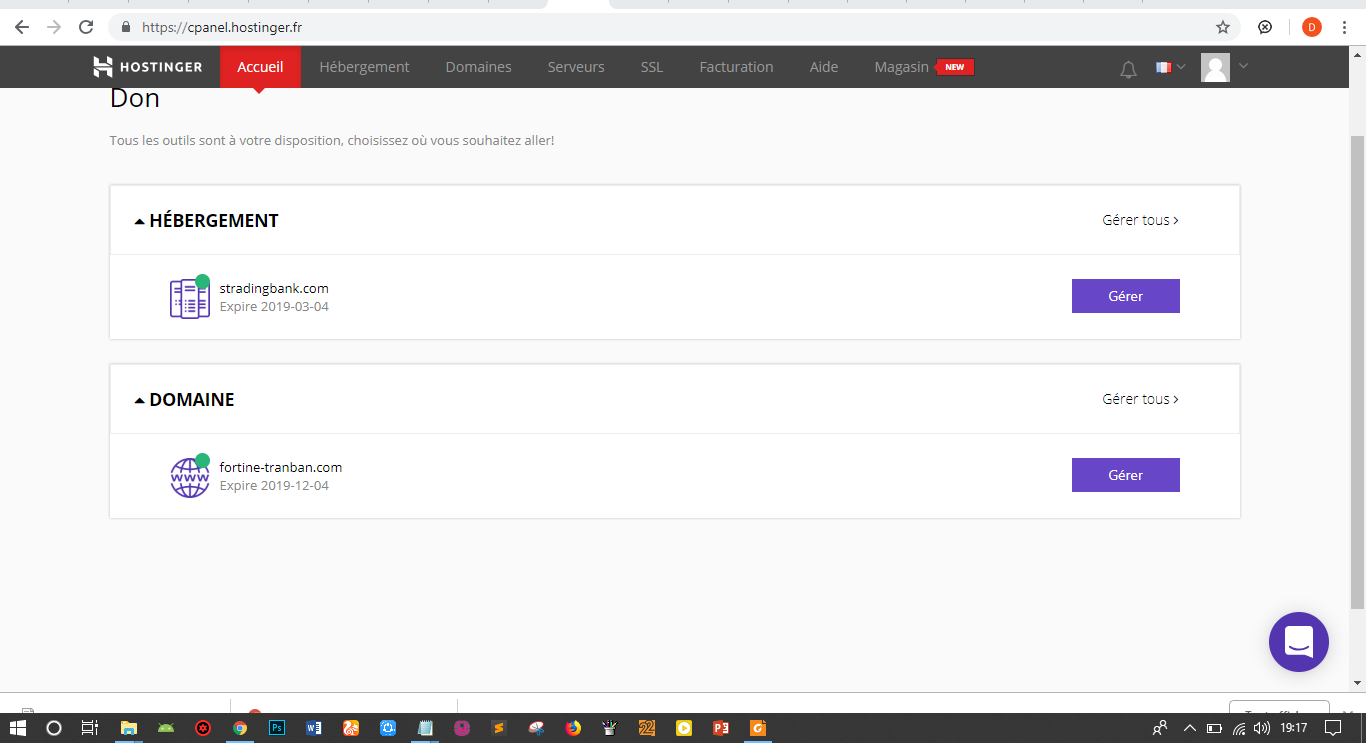 https://cpanel.hostinger.fr
D
HOSTINGER
Accueil
Hébergement
Domaines
Serveurs
SSL
Facturation
Aide
Magasin
NEW
Don
Tous les outils sont à votre disposition, choisissez où vous souhaitez aller!
HÉBERGEMENT
Gérer tous >
stradingbank.com
Expire 2019-03-04
Gérer
DOMAINE
Gérer tous >
www
fortine-tranban.com
Expire 2019-12-04
Gérer
Ps
19:17